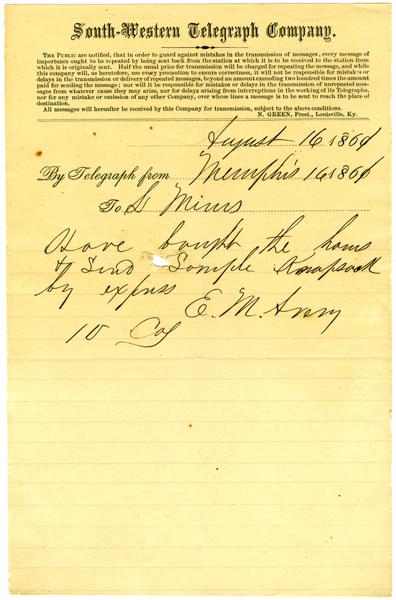 South-Western Telegraph Company.
THE PUBLIC are notified, that in order to guard against mistakes in the transmission of messages, every message of
importance ought to be repeated by being sent back from the station at which it is to be received to the station from
which it is originally sent. Half the usual price for transmission will be charged for repeating the message, and while
this company will, as heretofore, use every precaution to ensure correctness, it will not be responsible for mistakes or
delays in the transmission or delivery of repeated messages, beyond an amount exceeding two hundred times the amount
paid for sending the message; nor will it be responsible for mistakes or delays in the transmission of unrepeated mes-
sages from whatever cause they may arise, nor for delays arising from interruptions in the working of its Telegraphs,
nor for any mistake or omission of any other Company, over whose lines a message is to be sent to reach the place of
destination.
All messages will hereafter be received by this Company for transmission, subject to the above conditions.
N. GREEN, Prest., Louisville, Ky.
August 16 186
By Telegraph from Memphis 16 186
To L Mims
Have bought the
& Send Sample Knapsack
by express
E. M. Avery
10 Col